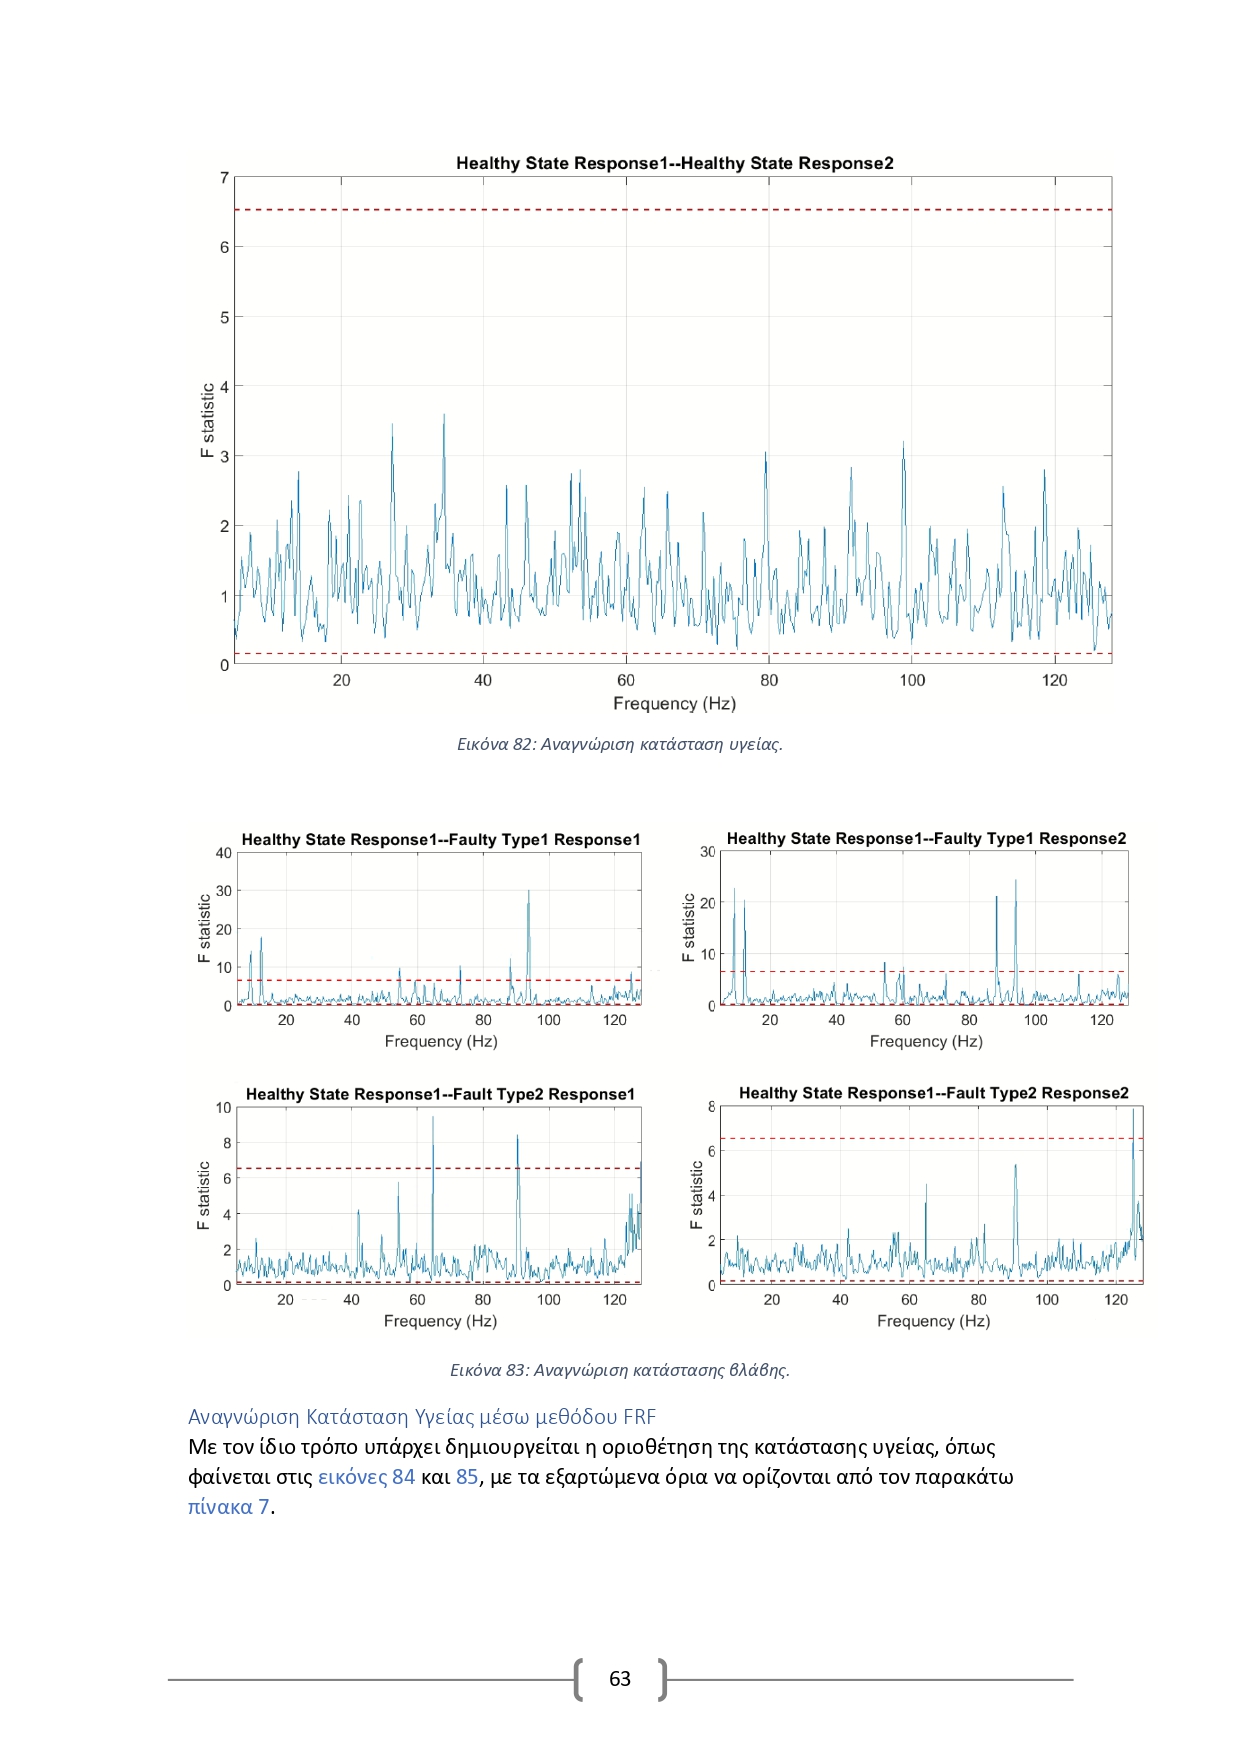 Healthy State Response1--Healthy State Response2
7
6
5
4
3
2
1
0
F statistic
20 40 60 80 100 120
Frequency (Hz)
Εικόνα 82: Αναγνώριση κατάσταση υγείας.
Healthy State Response1--Faulty Type1 Response1
40
30
20
10
0
F statistic
20 40 60 80 100 120
Frequency (Hz)
Healthy State Response1--Faulty Type1 Response2
30
20
10
0
F statistic
20 40 60 80 100 120
Frequency (Hz)
Healthy State Response1--Fault Type2 Response1
10
8
6
4
2
0
F statistic
20 40 60 80 100 120
Frequency (Hz)
Healthy State Response1--Fault Type2 Response2
8
6
4
2
0
F statistic
20 40 60 80 100 120
Frequency (Hz)
Εικόνα 83: Αναγνώριση κατάστασης βλάβης.
Αναγνώριση Κατάσταση Υγείας μέσω μεθόδου FRF
Με τον ίδιο τρόπο υπάρχει δημιουργείται η οριοθέτηση της κατάστασης υγείας, όπως
φαίνεται στις εικόνες 84 και 85, με τα εξαρτώμενα όρια να ορίζονται από τον παρακάτω
πίνακα 7.
63